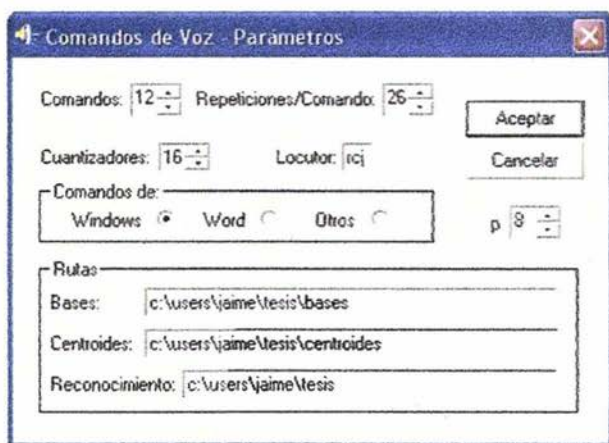 Comandos de Voz - Parámetros
Comandos: 12 Repeticiones/Comando: 26
Aceptar
Cuantizadores: 16 Locutor: rcj
Cancelar
Comandos de:
Windows Word Otros
p 8
Rutas
Bases: c:\users\jaime\tesis\bases
Centroides: c:\users\jaime\tesis\centroides
Reconocimiento: c:\users\jaime\tesis